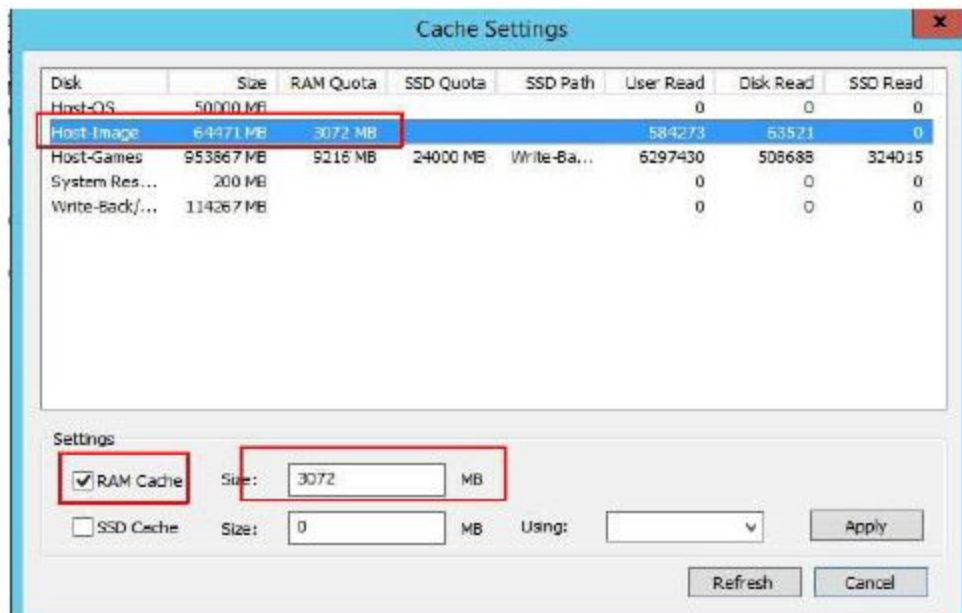 Cache Settings
x
Disk Size RAM Quota SSD Quota SSD Path User Read Disk Read SSD Read
Host-OS 50000 MB 0 0 0
Host-Image 64471 MB 3072 MB 584273 63521 0
Host-Games 953867 MB 9216 MB 24000 MB Write-Ba... 6297430 508688 324015
System Res... 200 MB 0 0 0
Write-Back/... 114267 MB 0 0 0
Settings
RAM Cache Size: 3072 MB
SSD Cache Size: 0 MB Using: Apply
Refresh Cancel